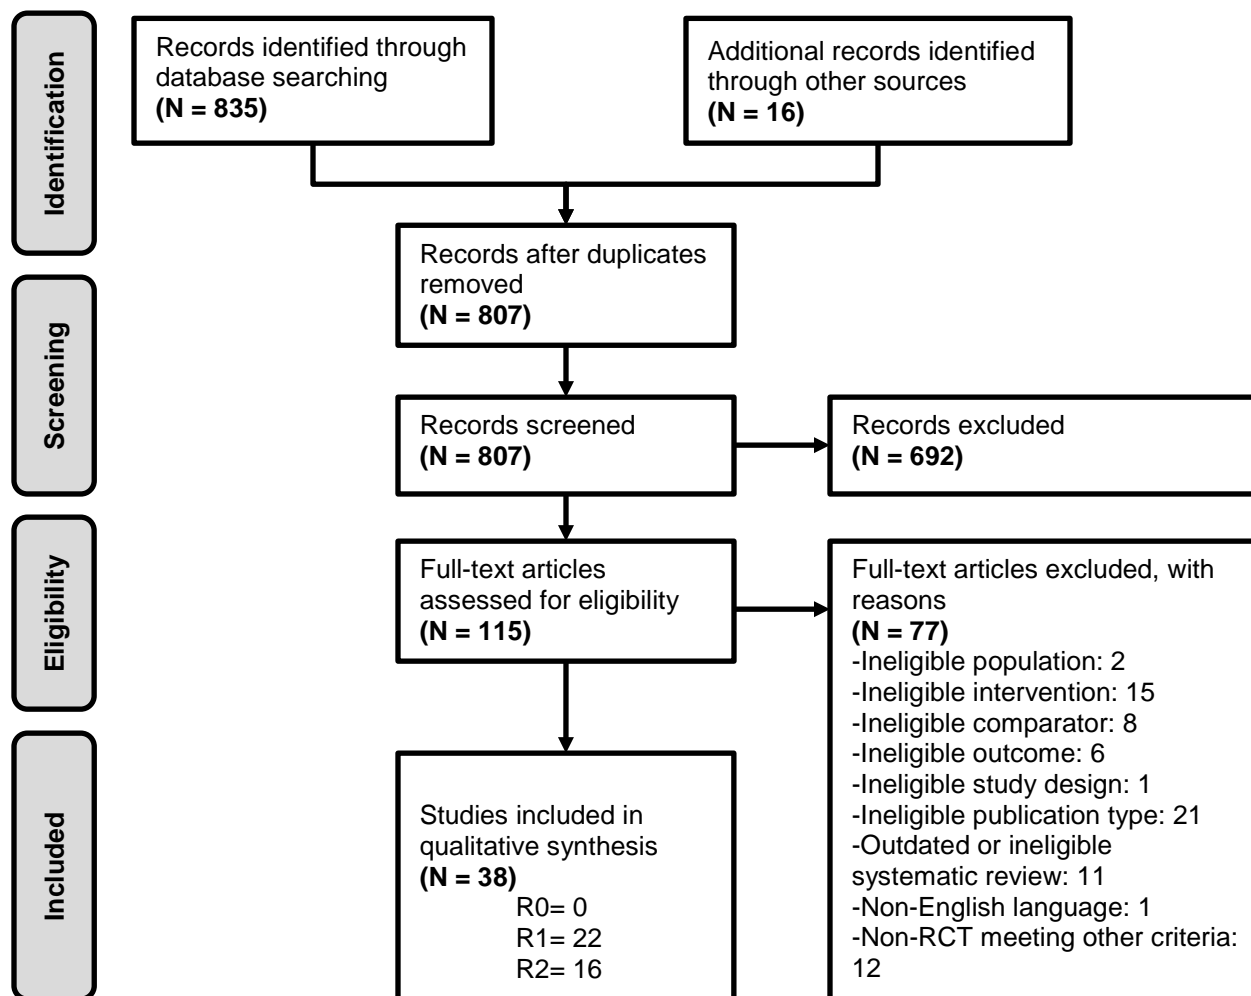 Identification
Records identified through
database searching
(N = 835)
Additional records identified
through other sources
(N = 16)
Records after duplicates
removed
(N = 807)
Screening
Records screened
(N = 807)
Records excluded
(N = 692)
Eligibility
Full-text articles
assessed for eligibility
(N = 115)
Full-text articles excluded, with
reasons
(N = 77)
-Ineligible population: 2
-Ineligible intervention: 15
-Ineligible comparator: 8
-Ineligible outcome: 6
-Ineligible study design: 1
-Ineligible publication type: 21
-Outdated or ineligible
systematic review: 11
-Non-English language: 1
-Non-RCT meeting other criteria:
12
Included
Studies included in
qualitative synthesis
(N = 38)
R0= 0
R1= 22
R2= 16